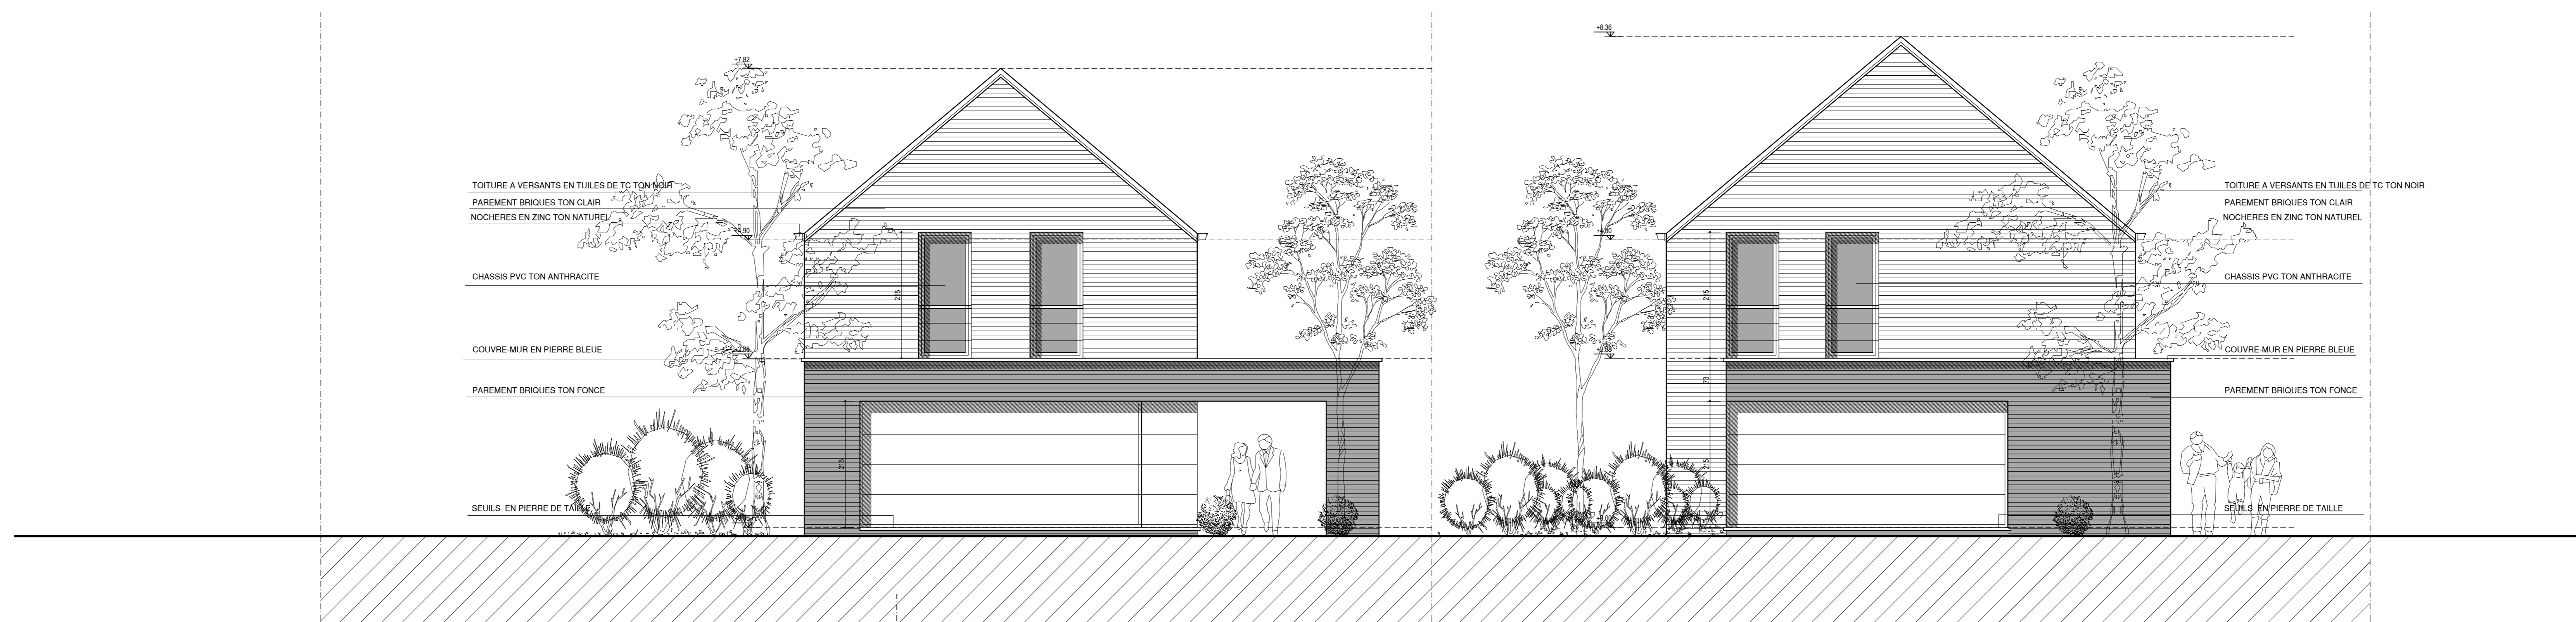 +7.82
TOITURE A VERSANTS EN TUILES DE TC TON NOIR
PAREMENT BRIQUES TON CLAIR
NOCHERES EN ZINC TON NATUREL
+4.90
CHASSIS PVC TON ANTHRACITE
215
COUVRE-MUR EN PIERRE BLEUE
+2.88
PAREMENT BRIQUES TON FONCE
215
SEUILS EN PIERRE DE TAILLE
+8.36
TOITURE A VERSANTS EN TUILES DE TC TON NOIR
PAREMENT BRIQUES TON CLAIR
NOCHERES EN ZINC TON NATUREL
+4.90
CHASSIS PVC TON ANTHRACITE
215
COUVRE-MUR EN PIERRE BLEUE
73
PAREMENT BRIQUES TON FONCE
215
SEUILS EN PIERRE DE TAILLE